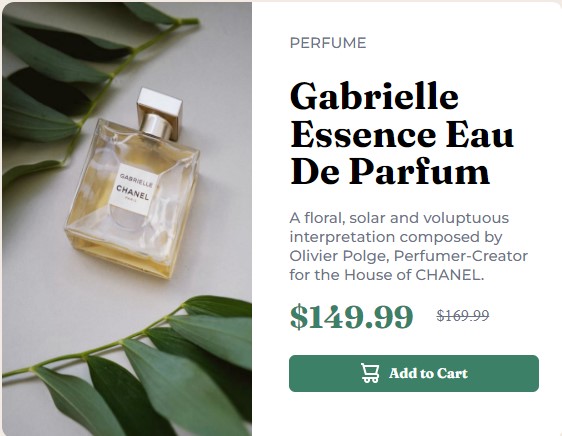 GABRIELLE
CHANEL
PARIS
PERFUME
Gabrielle
Essence Eau
De Parfum
A floral, solar and voluptuous
interpretation composed by
Olivier Polge, Perfumer-Creator
for the House of CHANEL.
$149.99 $169.99
Add to Cart